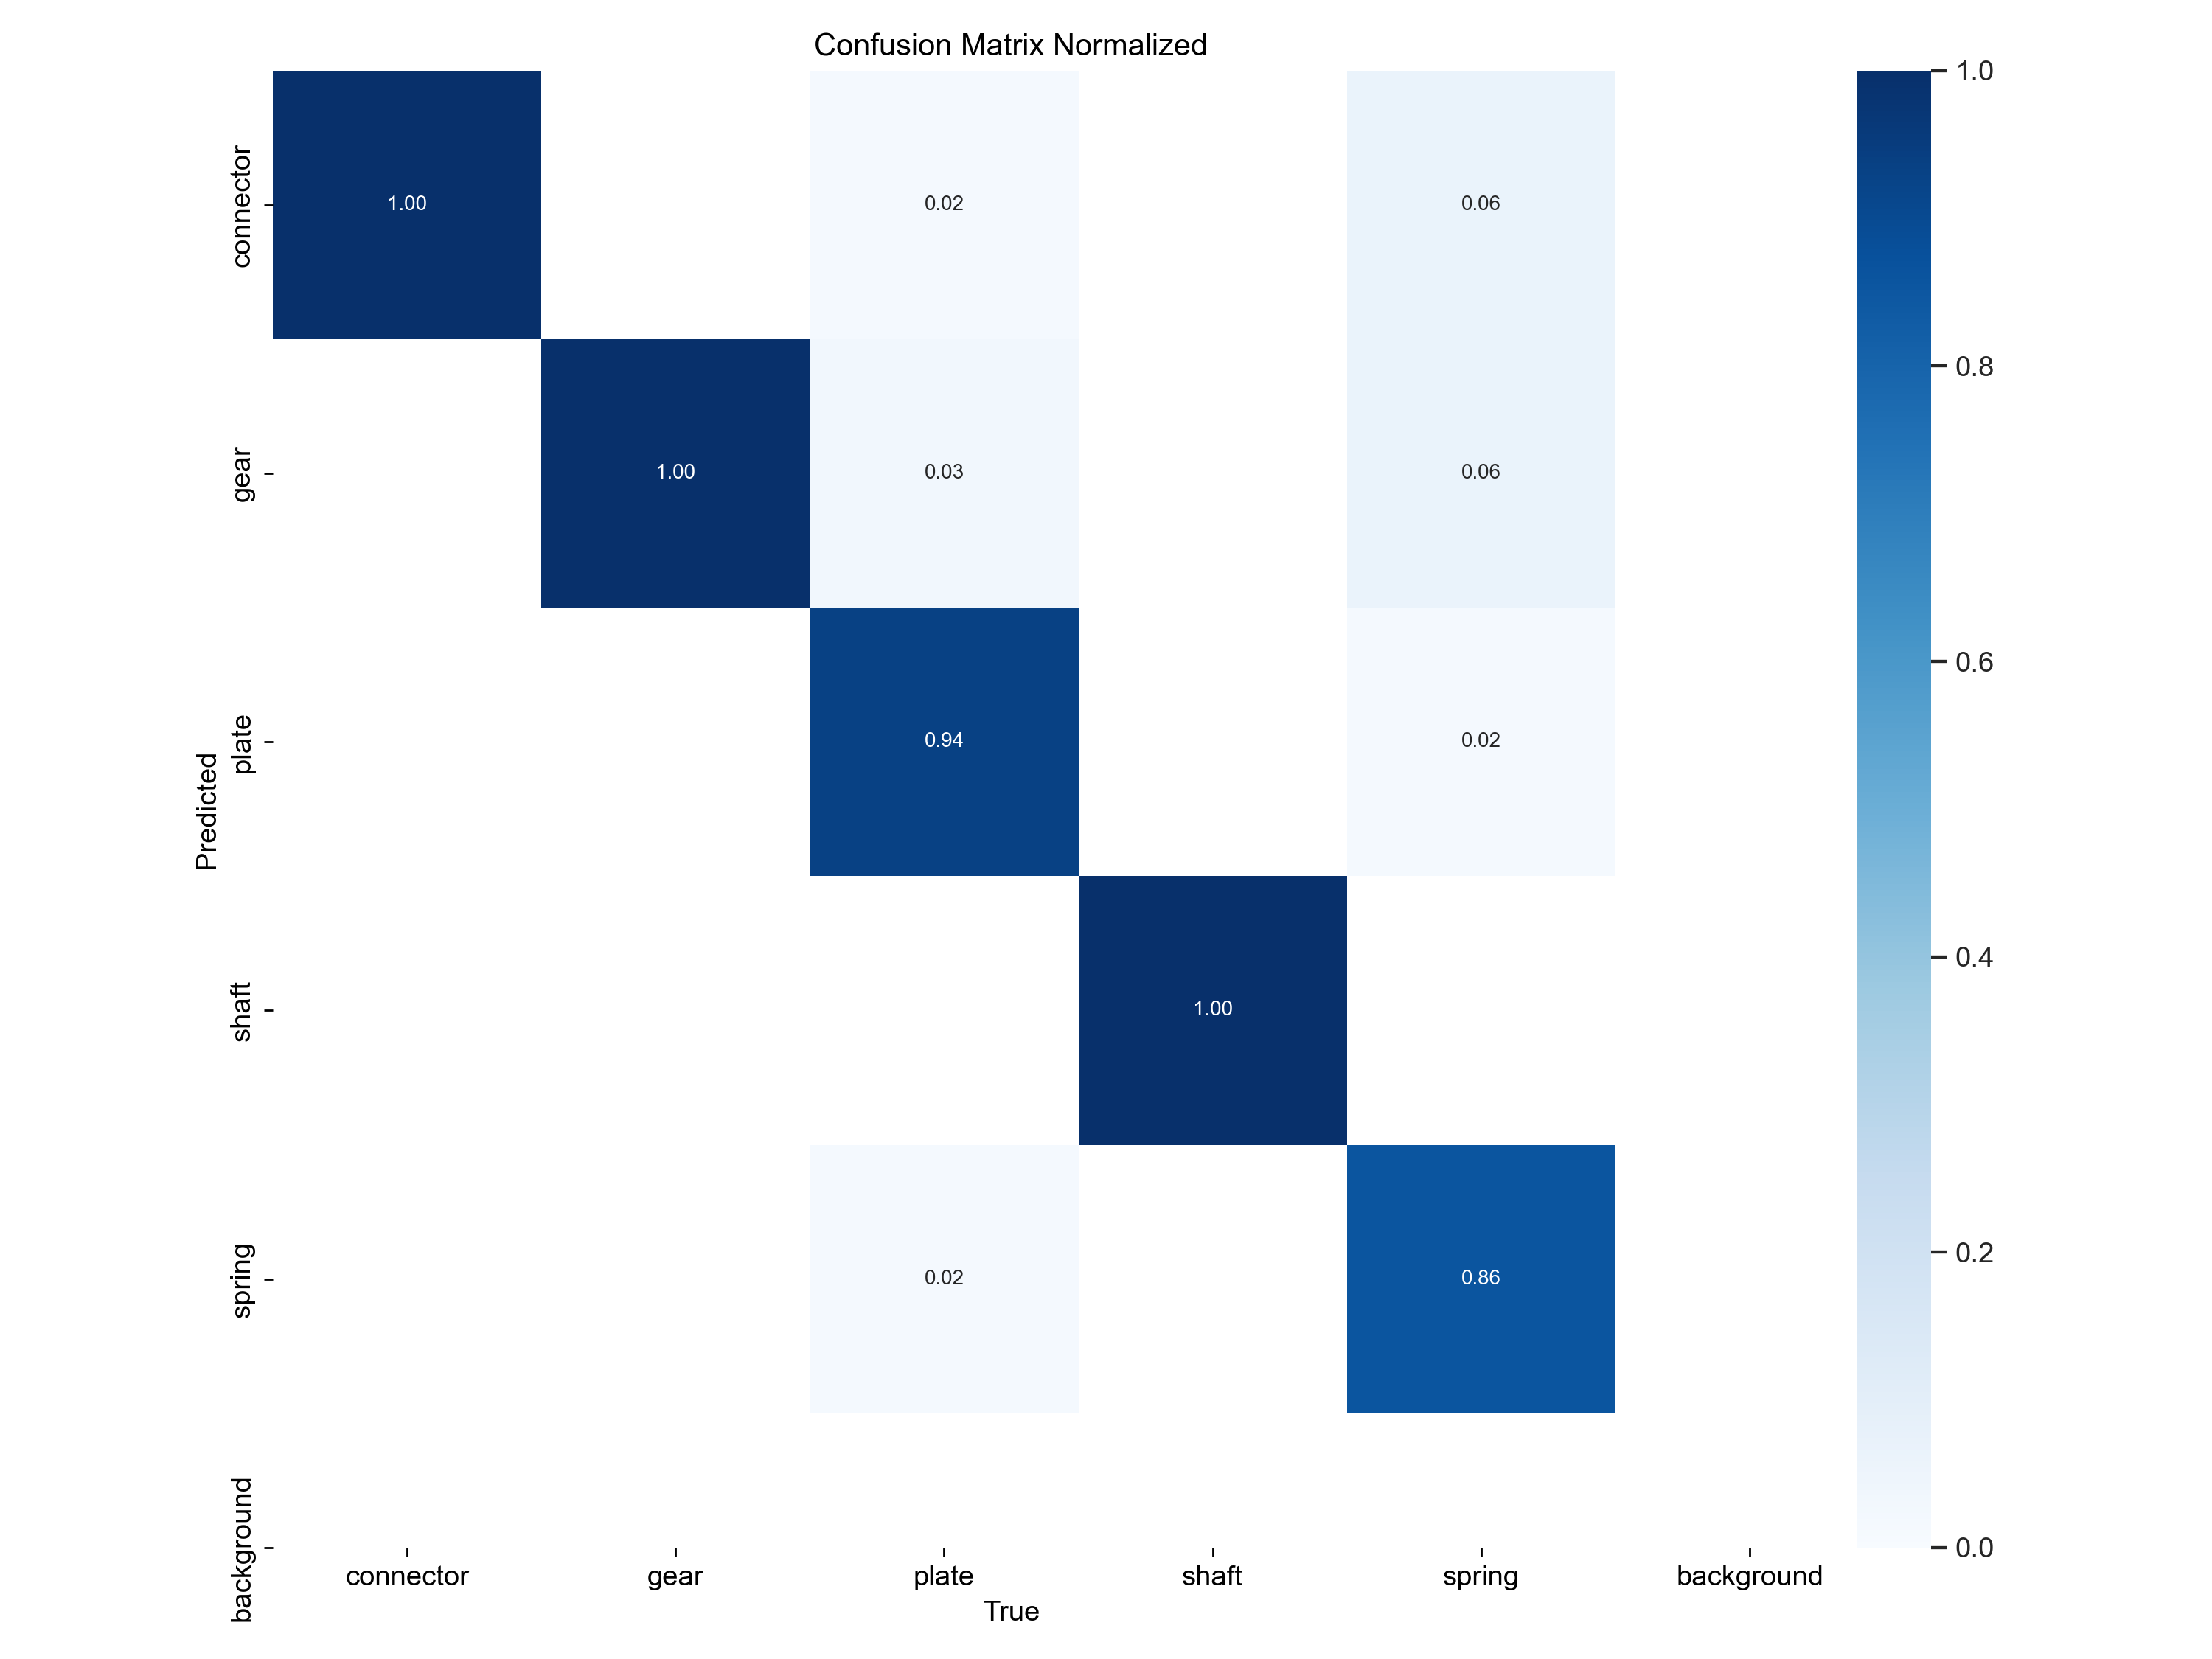 Confusion Matrix Normalized
connector
1.00
0.02
0.06
gear
1.00
0.03
0.06
plate
0.94
0.02
shaft
1.00
spring
0.02
0.86
background
Predicted
connector
gear
plate
shaft
spring
background
True
1.0
0.8
0.6
0.4
0.2
0.0